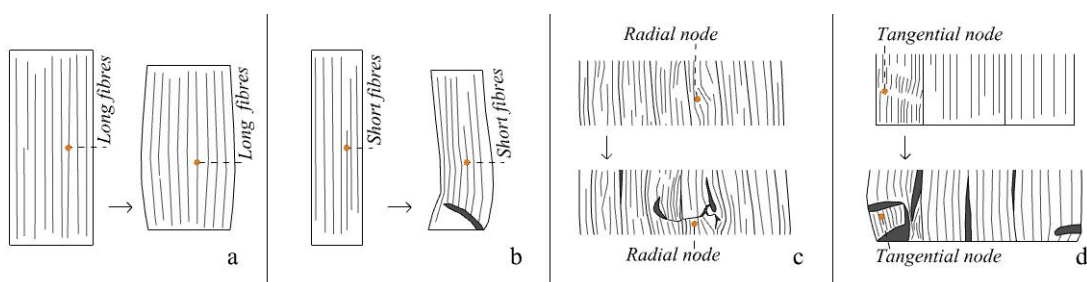 Long fibres
Long fibres
a
Short fibres
Short fibres
b
Radial node
Radial node
c
Tangential node
Tangential node
d